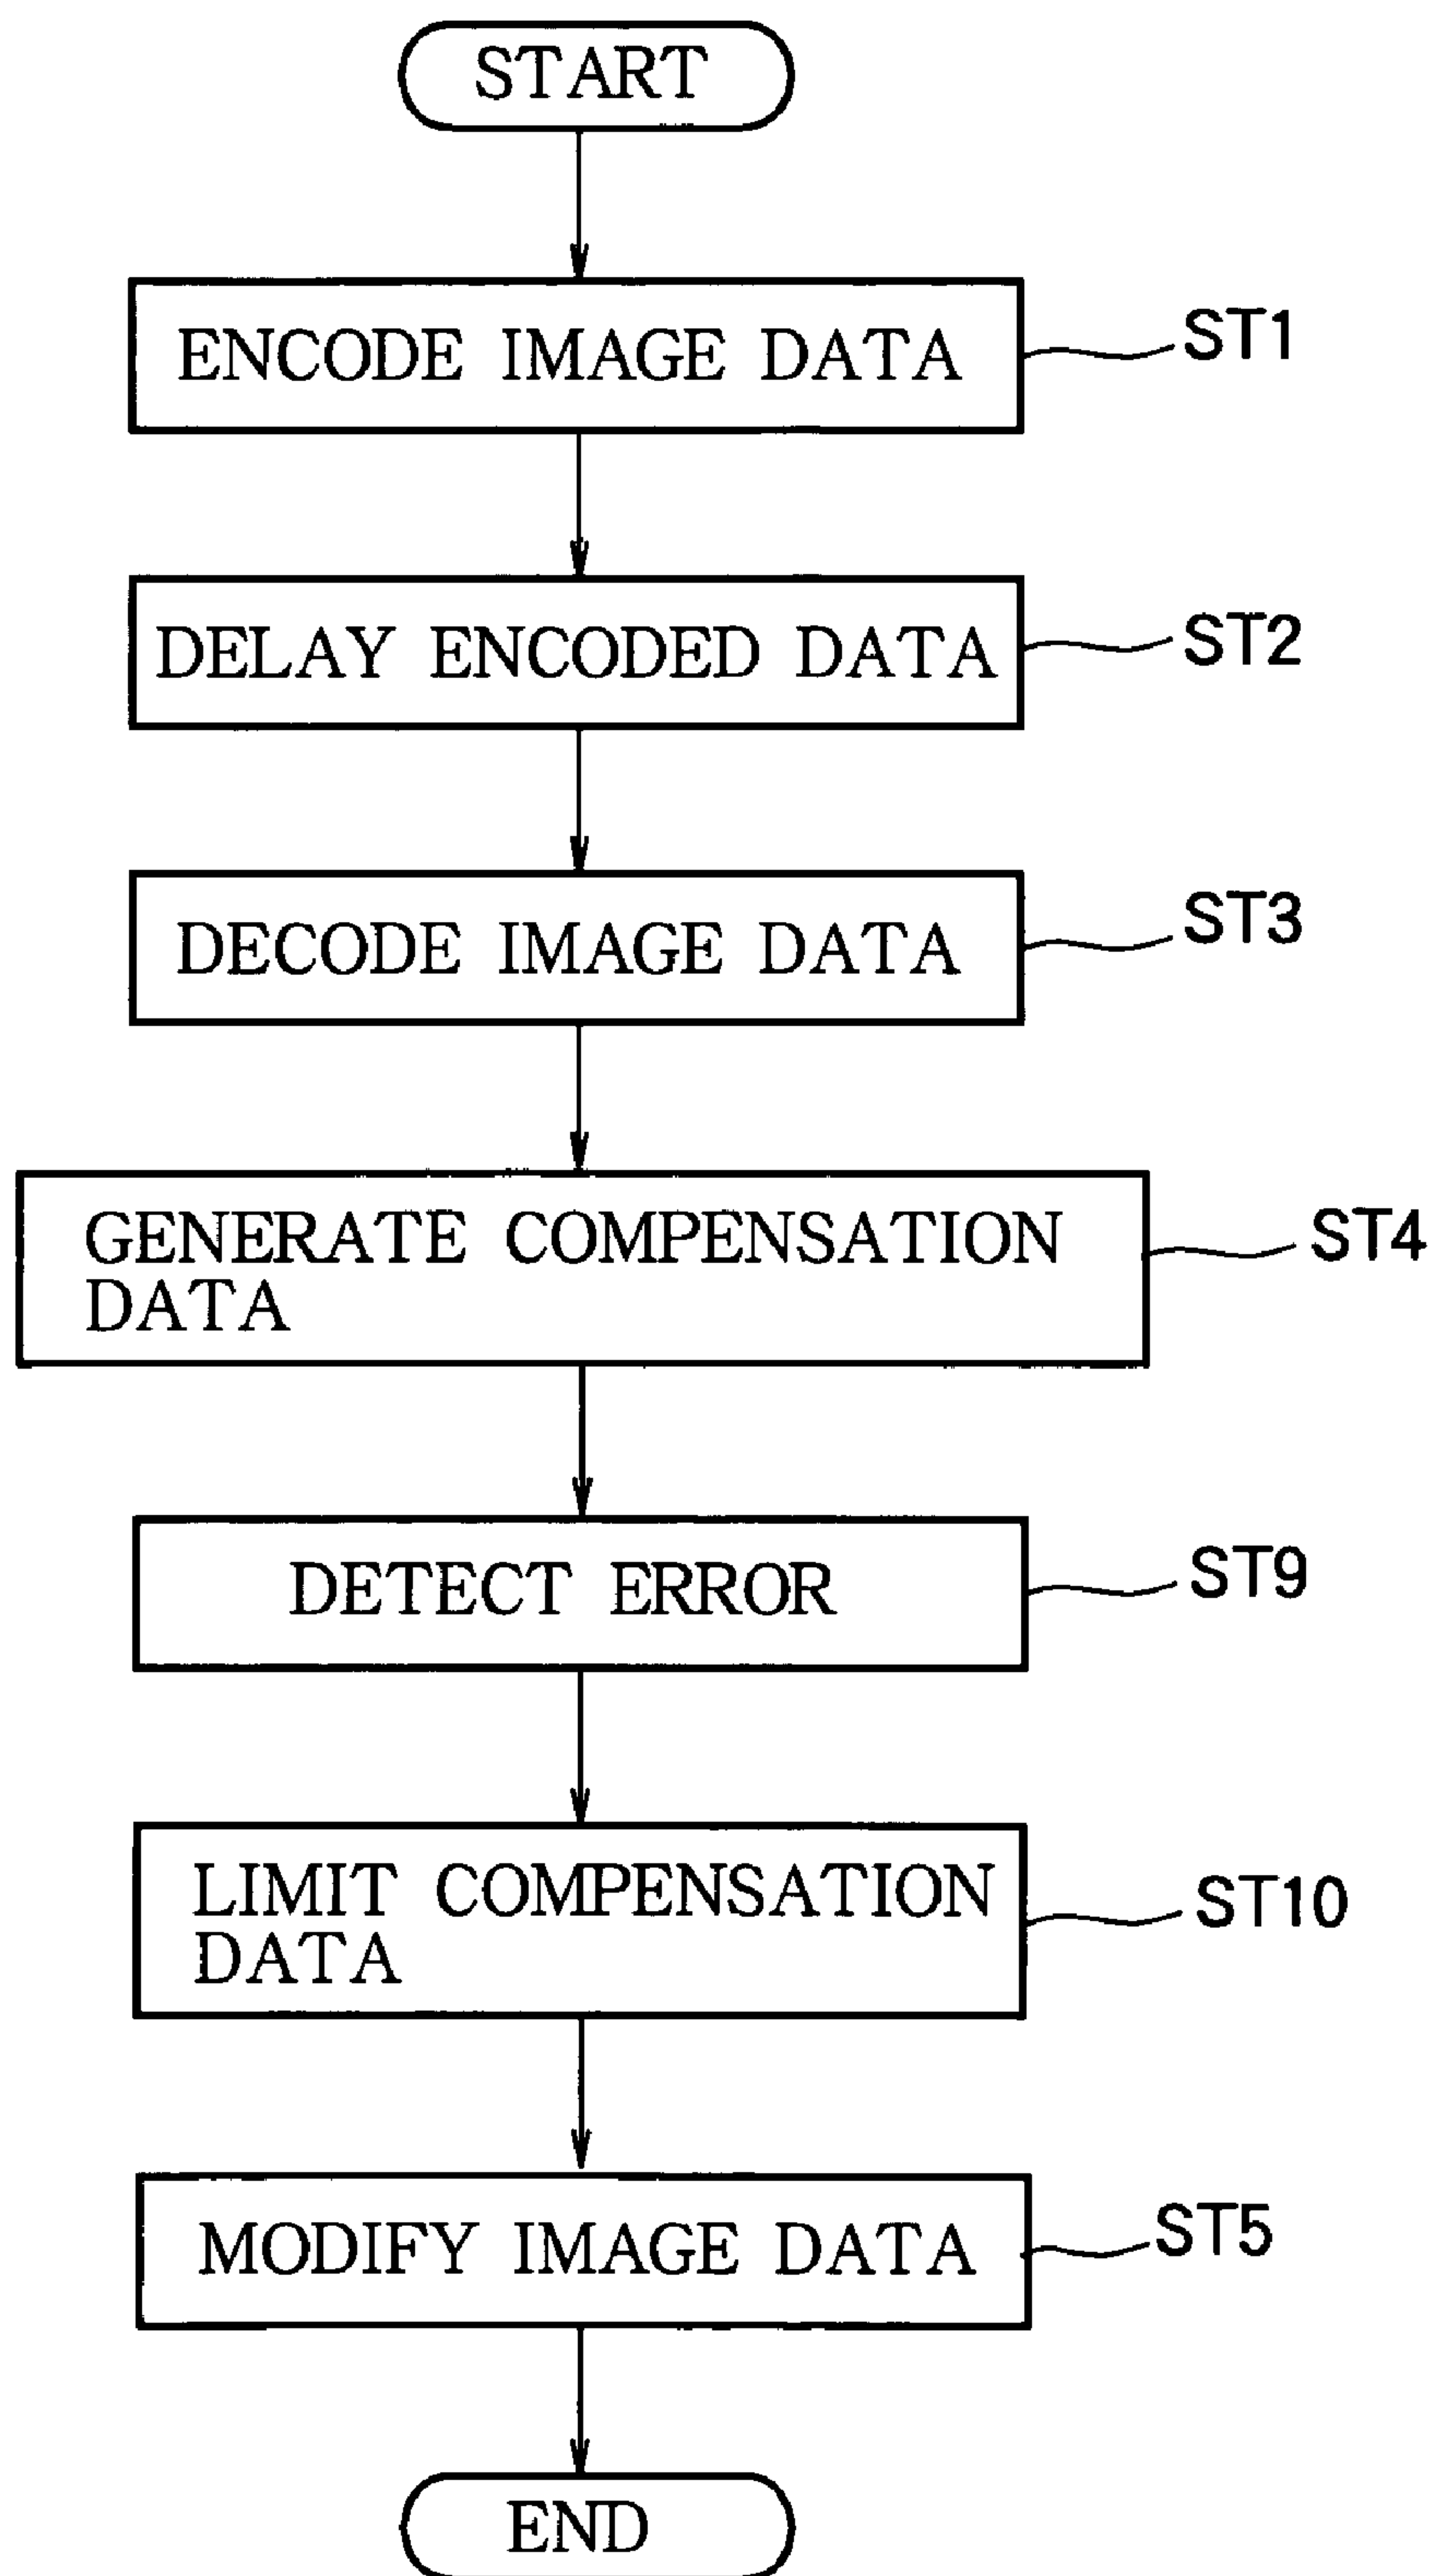 START
ENCODE IMAGE DATA
ST1
DELAY ENCODED DATA
ST2
DECODE IMAGE DATA
ST3
GENERATE COMPENSATION
DATA
ST4
DETECT ERROR
ST9
LIMIT COMPENSATION
DATA
ST10
MODIFY IMAGE DATA
ST5
END